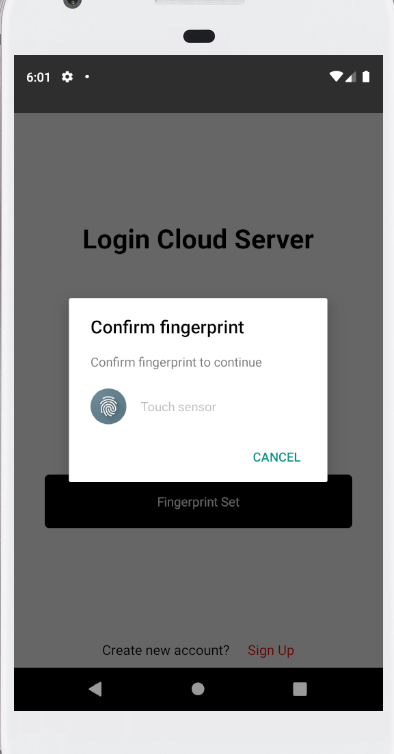 6:01
Login Cloud Server
Confirm fingerprint
Confirm fingerprint to continue
Touch sensor
CANCEL
Fingerprint Set
Create new account? Sign Up